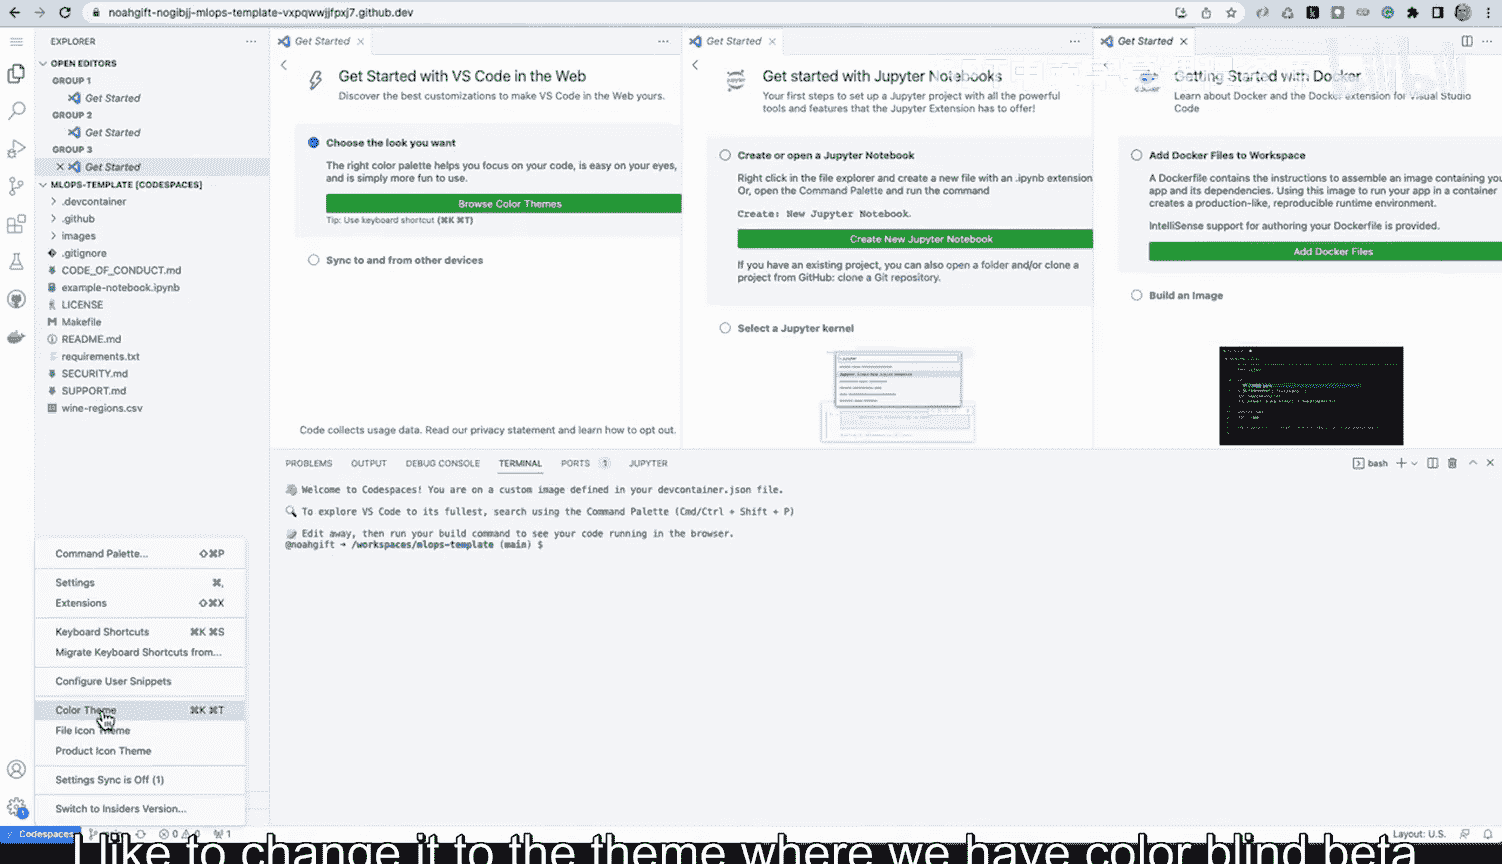 noahgift-nogibjj-mlops-template-vxpqwwjjfpxj7.github.dev
EXPLORER
OPEN EDITORS
GROUP 1
Get Started
GROUP 2
Get Started
GROUP 3
Get Started
MLOPS-TEMPLATE [CODESPACES]
.devcontainer
.github
images
.gitignore
CODE_OF_CONDUCT.md
example-notebook.ipynb
LICENSE
Makefile
README.md
requirements.txt
SECURITY.md
SUPPORT.md
wine-regions.csv
Command Palette... ⇧⌘P
Settings ⌘,
Extensions ⇧⌘X
Keyboard Shortcuts ⌘K ⌘S
Migrate Keyboard Shortcuts from...
Configure User Snippets
Color Theme ⌘K ⌘T
File Icon Theme
Product Icon Theme
Settings Sync is Off (1)
Switch to Insiders Version...
Get Started
Get Started with VS Code in the Web
Discover the best customizations to make VS Code in the Web yours.
Choose the look you want
The right color palette helps you focus on your code, is easy on your eyes,
and is simply more fun to use.
Browse Color Themes
Tip: Use keyboard shortcut (⌘K ⌘T)
Sync to and from other devices
Code collects usage data. Read our privacy statement and learn how to opt out.
Get Started
Get started with Jupyter Notebooks
Your first steps to set up a Jupyter project with all the powerful
tools and features that the Jupyter Extension has to offer!
Create or open a Jupyter Notebook
Right click in the file explorer and create a new file with an .ipynb extension
Or, open the Command Palette and run the command
Create: New Jupyter Notebook.
Create New Jupyter Notebook
If you have an existing project, you can also open a folder and/or clone a
project from GitHub: clone a Git repository.
Select a Jupyter kernel
Get Started
Getting Started with Docker
Learn about Docker and the Docker extension for Visual Studio
Code
Add Docker Files to Workspace
A Dockerfile contains the instructions to assemble an image containing you
app and its dependencies. Using this image to run your app in a container
creates a production-like, reproducible runtime environment.
IntelliSense support for authoring your Dockerfile is provided.
Add Docker Files
Build an Image
PROBLEMS OUTPUT DEBUG CONSOLE TERMINAL PORTS 1 JUPYTER
bash
Welcome to Codespaces! You are on a custom image defined in your devcontainer.json file.
To explore VS Code to its fullest, search using the Command Palette (Cmd/Ctrl + Shift + P)
Edit away, then run your build command to see your code running in the browser.
@noahgift ➜ /workspaces/mlops-template (main) $
1
Codespaces 0 0 1 Layout: U.S.
I like to change it to the theme where we have color blind beta